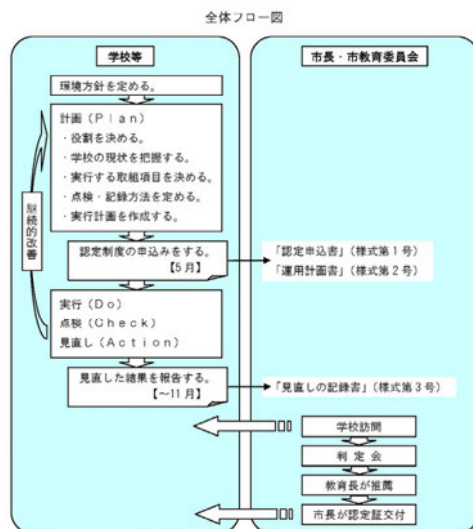 全体フロー図
学校等
環境方針を定める。
計画（Ｐｌａｎ）
・役割を決める。
・学校の現状を把握する。
・実行する取組項目を決める。
・点検・記録方法を定める。
・実行計画を作成する。
継続的改善
認定制度の申込みをする。
【５月】
実行（Ｄｏ）
点検（Ｃｈｅｃｋ）
見直し（Ａｃｔｉｏｎ）
見直した結果を報告する。
【～11月】
市長・市教育委員会
「認定申込書」（様式第１号）
「運用計画書」（様式第２号）
「見直しの記録書」（様式第３号）
学校訪問
判 定 会
教育長が推薦
市長が認定証交付